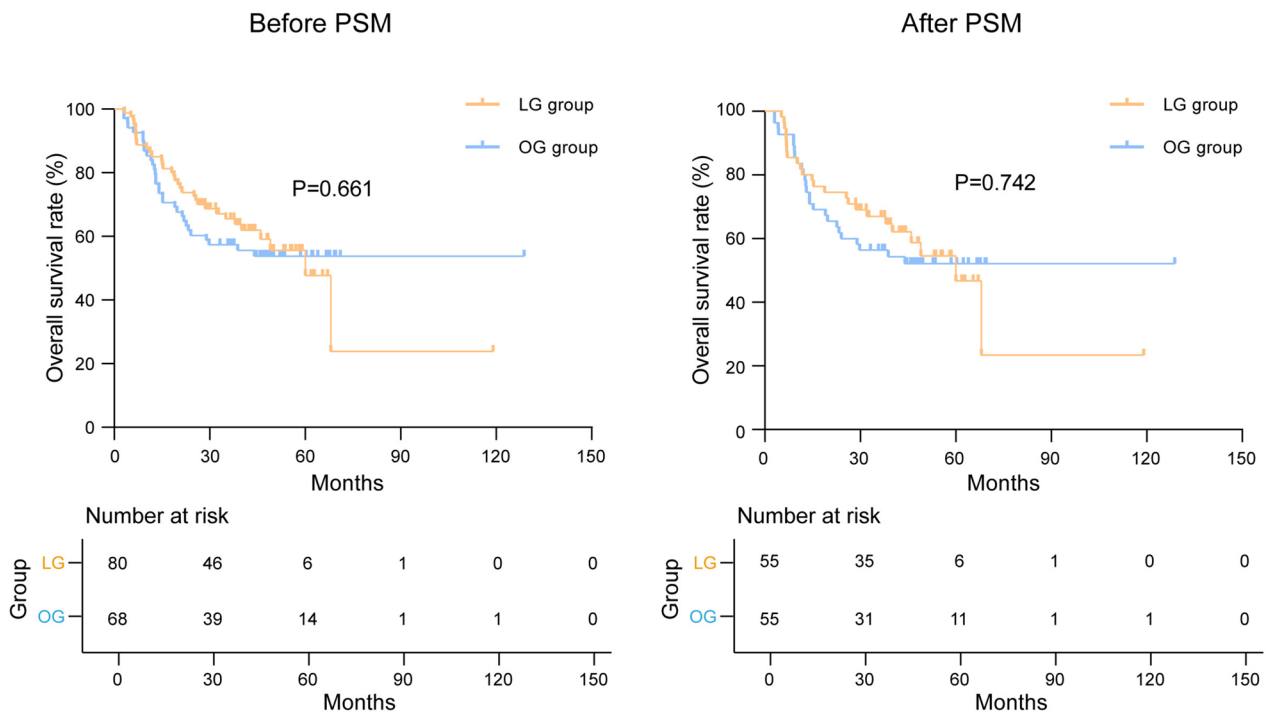 Before PSM
After PSM
LG group
OG group
P=0.661
Overall survival rate (%)
100
80
60
40
20
0
0 30 60 90 120 150
Months
LG group
OG group
P=0.742
Overall survival rate (%)
100
80
60
40
20
0
0 30 60 90 120 150
Months
Number at risk
Group
LG 80 46 6 1 0 0
OG 68 39 14 1 1 0
0 30 60 90 120 150
Months
Number at risk
Group
LG 55 35 6 1 0 0
OG 55 31 11 1 1 0
0 30 60 90 120 150
Months